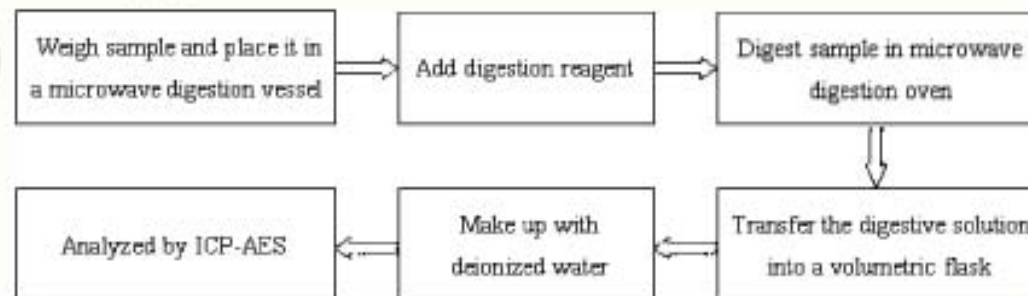 Weigh sample and place it in
a microwave digestion vessel
Add digestion reagent
Digest sample in microwave
digestion oven
Transfer the digestive solution
into a volumetric flask
Make up with
deionized water
Analyzed by ICP-AES